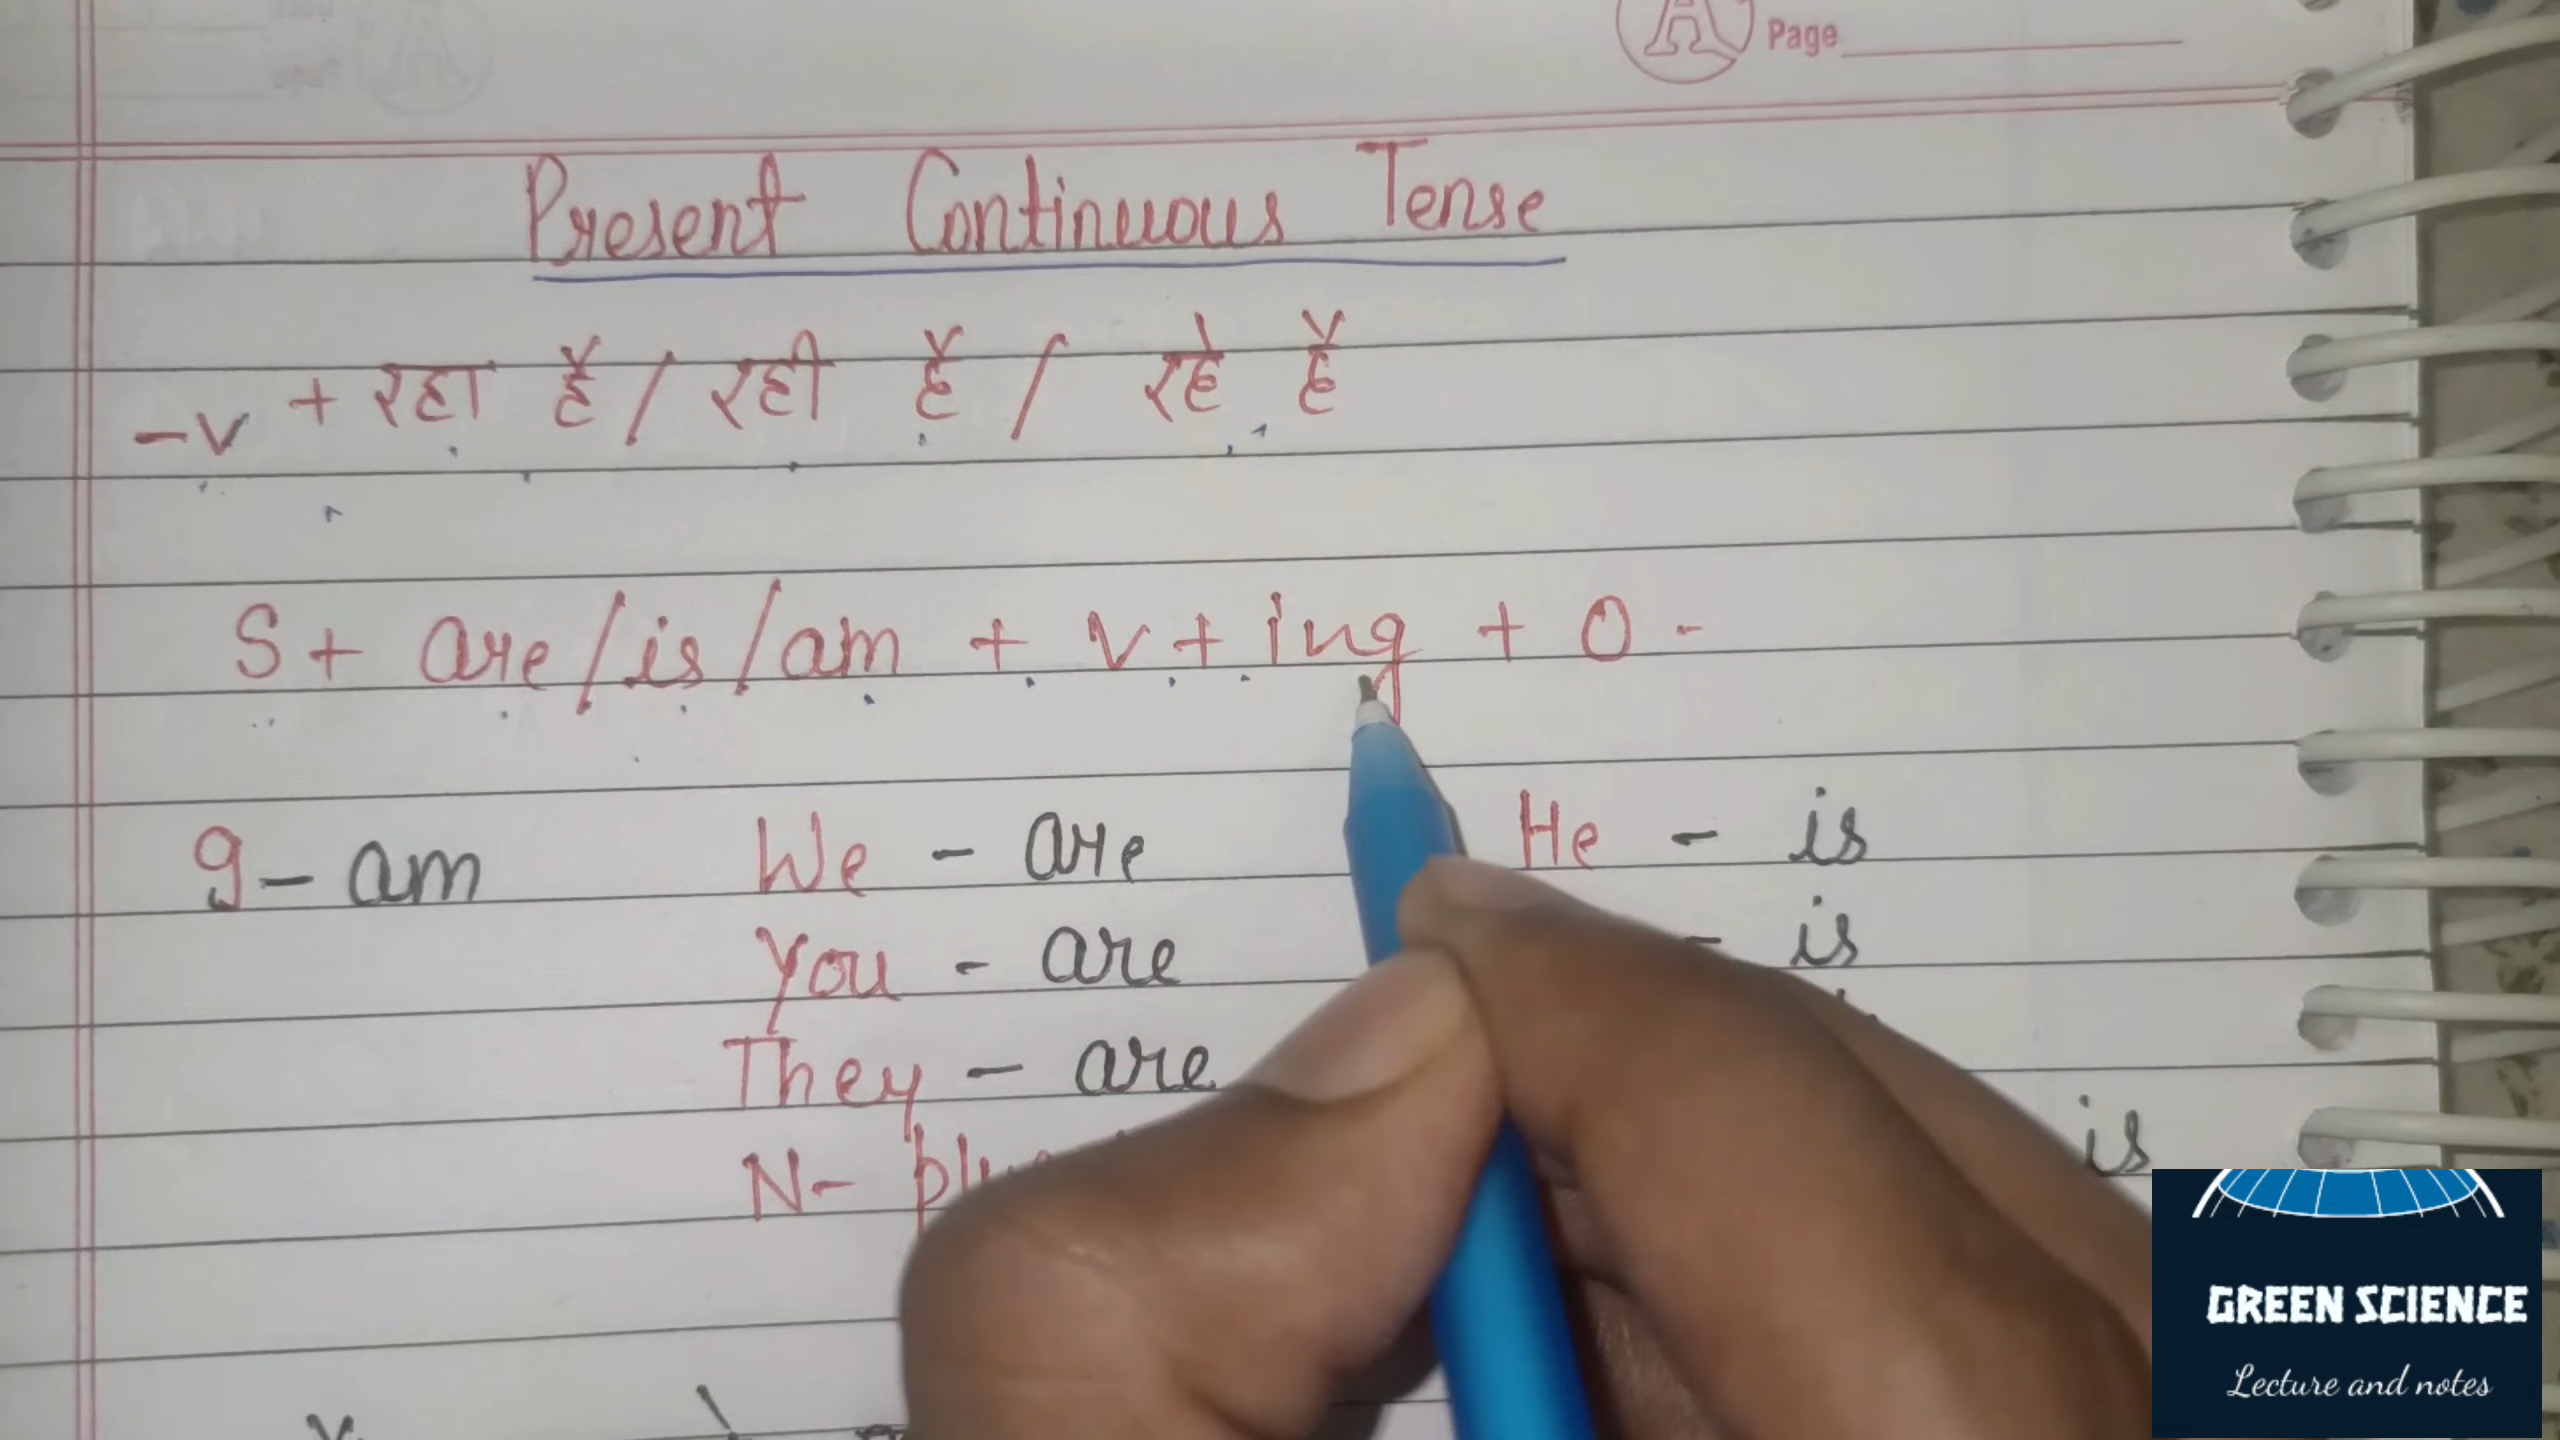 Page
Present Continuous Tense
-v + रहा हैं / रही हैं / रहे हैं
S + are/is/am + v + ing + O -
I - am We - are He - is
You - are - is
They - are
N- is
GREEN SCIENCE
Lecture and notes